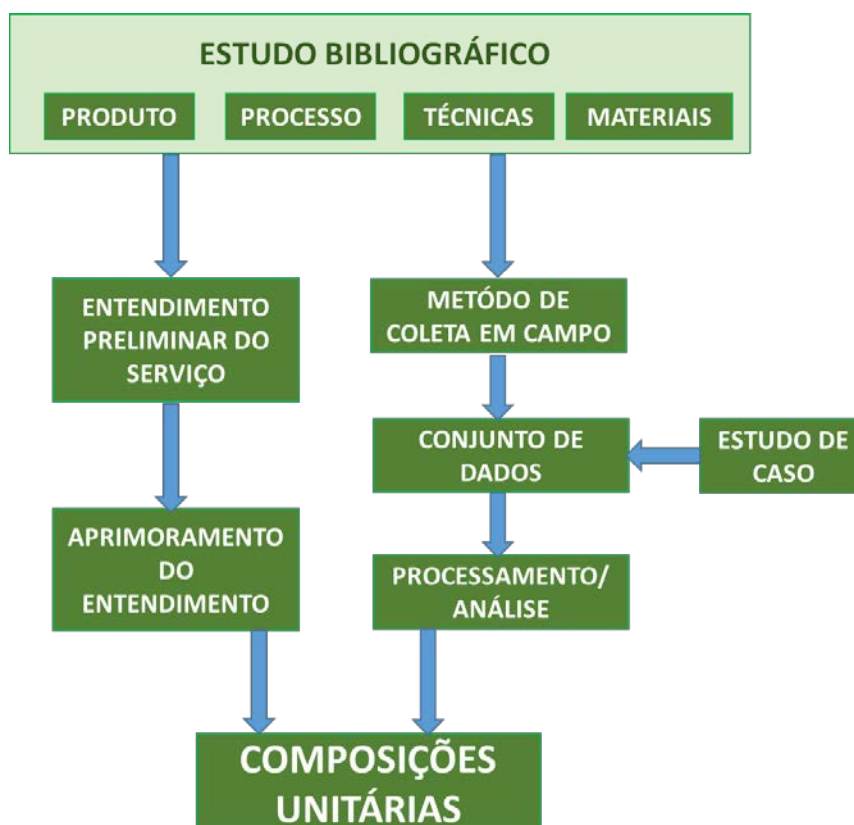 ESTUDO BIBLIOGRÁFICO
PRODUTO
PROCESSO
TÉCNICAS
MATERIAIS
ENTENDIMENTO
PRELIMINAR DO
SERVIÇO
METÓDO DE
COLETA EM CAMPO
CONJUNTO DE
DADOS
ESTUDO DE
CASO
APRIMORAMENTO
DO
ENTENDIMENTO
PROCESSAMENTO/
ANÁLISE
COMPOSIÇÕES
UNITÁRIAS